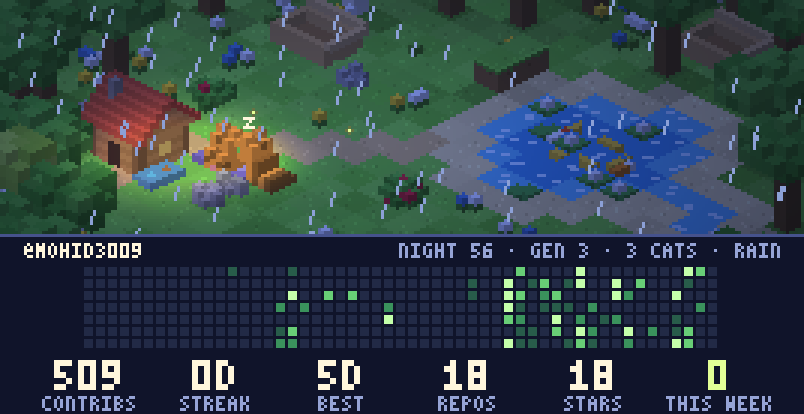 Z
@MOHID3009
NIGHT 56 · GEN 3 · 3 CATS · RAIN
509 0D 5D 18 18 0
CONTRIBS STREAK BEST REPOS STARS THIS WEEK